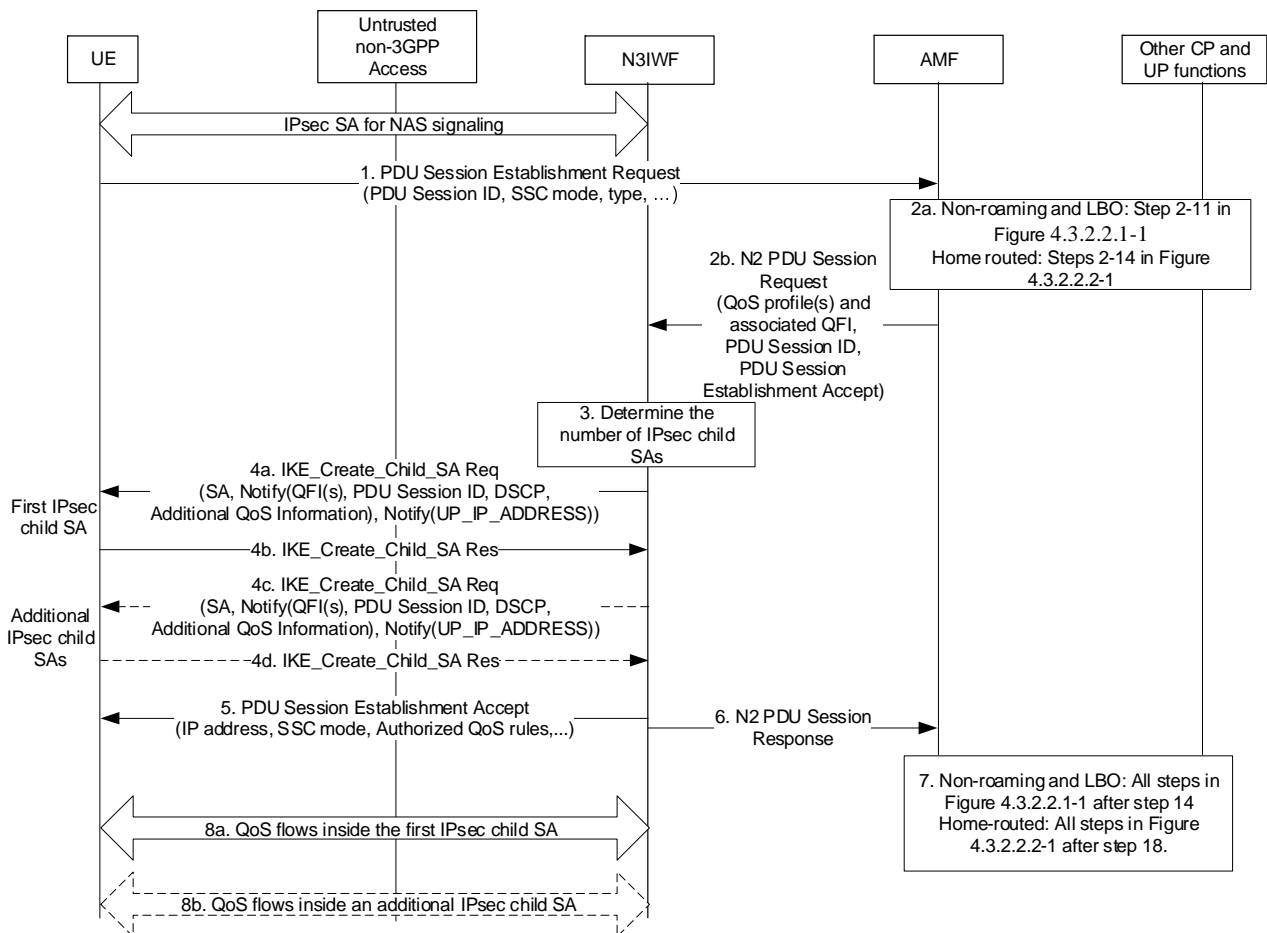 UE
Untrusted
non-3GPP
Access
N3IWF
AMF
Other CP and
UP functions
IPsec SA for NAS signaling
1. PDU Session Establishment Request
(PDU Session ID, SSC mode, type, …)
2a. Non-roaming and LBO: Step 2-11 in
Figure 4.3.2.2.1-1
Home routed: Steps 2-14 in Figure
4.3.2.2.2-1
2b. N2 PDU Session
Request
(QoS profile(s) and
associated QFI,
PDU Session ID,
PDU Session
Establishment Accept)
3. Determine the
number of IPsec child
SAs
4a. IKE_Create_Child_SA Req
(SA, Notify(QFI(s), PDU Session ID, DSCP,
Additional QoS Information), Notify(UP_IP_ADDRESS))
First IPsec
child SA
4b. IKE_Create_Child_SA Res
4c. IKE_Create_Child_SA Req
(SA, Notify(QFI(s), PDU Session ID, DSCP,
Additional QoS Information), Notify(UP_IP_ADDRESS))
Additional
IPsec child
SAs
4d. IKE_Create_Child_SA Res
5. PDU Session Establishment Accept
(IP address, SSC mode, Authorized QoS rules,...)
6. N2 PDU Session
Response
7. Non-roaming and LBO: All steps in
Figure 4.3.2.2.1-1 after step 14
Home-routed: All steps in Figure
4.3.2.2.2-1 after step 18.
8a. QoS flows inside the first IPsec child SA
8b. QoS flows inside an additional IPsec child SA